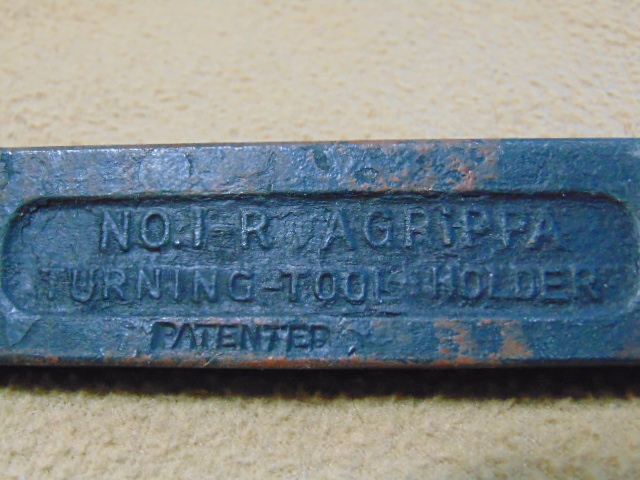 NO.1-R AGRIPPA
TURNING-TOOL HOLDER
PATENTED